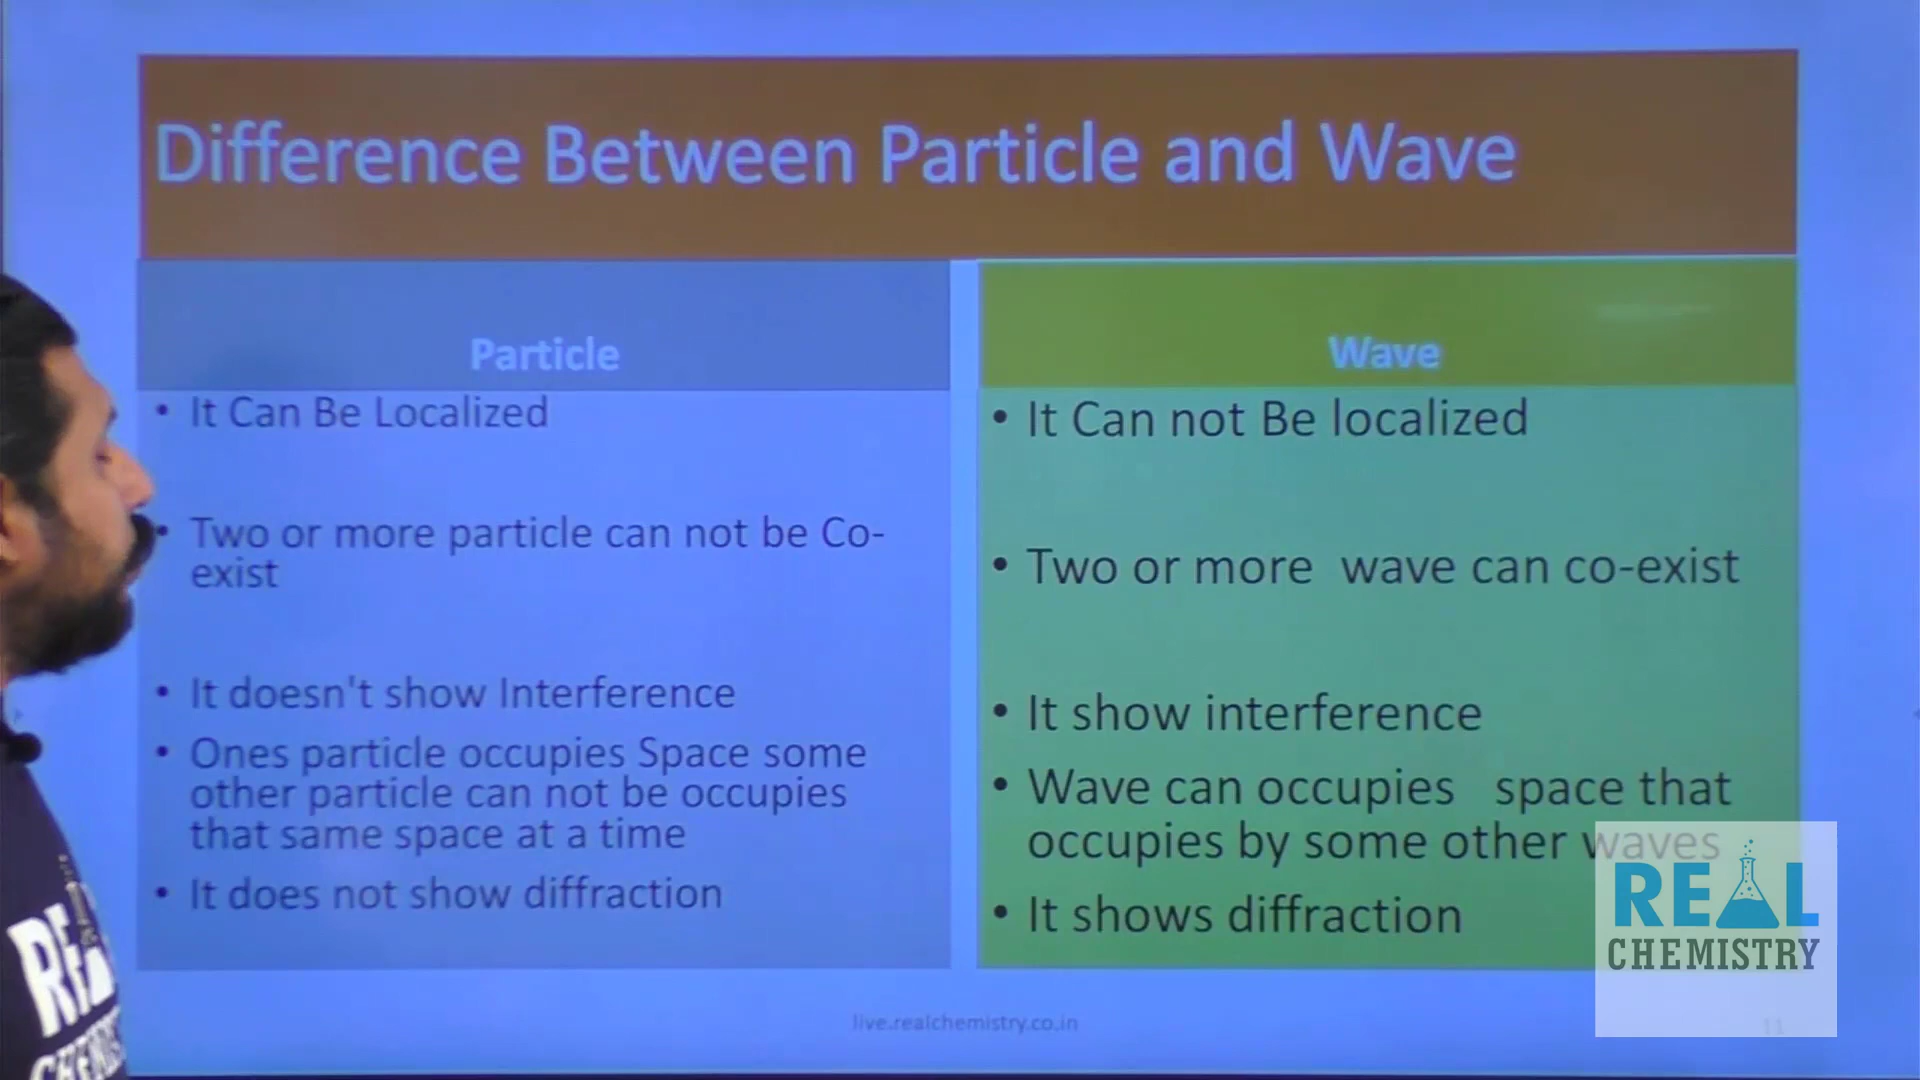 Difference Between Particle and Wave
Particle
• It Can Be Localized
• Two or more particle can not be Co-
exist
• It doesn't show Interference
• Ones particle occupies Space some
other particle can not be occupies
that same space at a time
• It does not show diffraction
Wave
• It Can not Be localized
• Two or more wave can co-exist
• It show interference
• Wave can occupies space that
occupies by some other waves
• It shows diffraction
REAL
CHEMISTRY
live.realchemistry.co.in
11